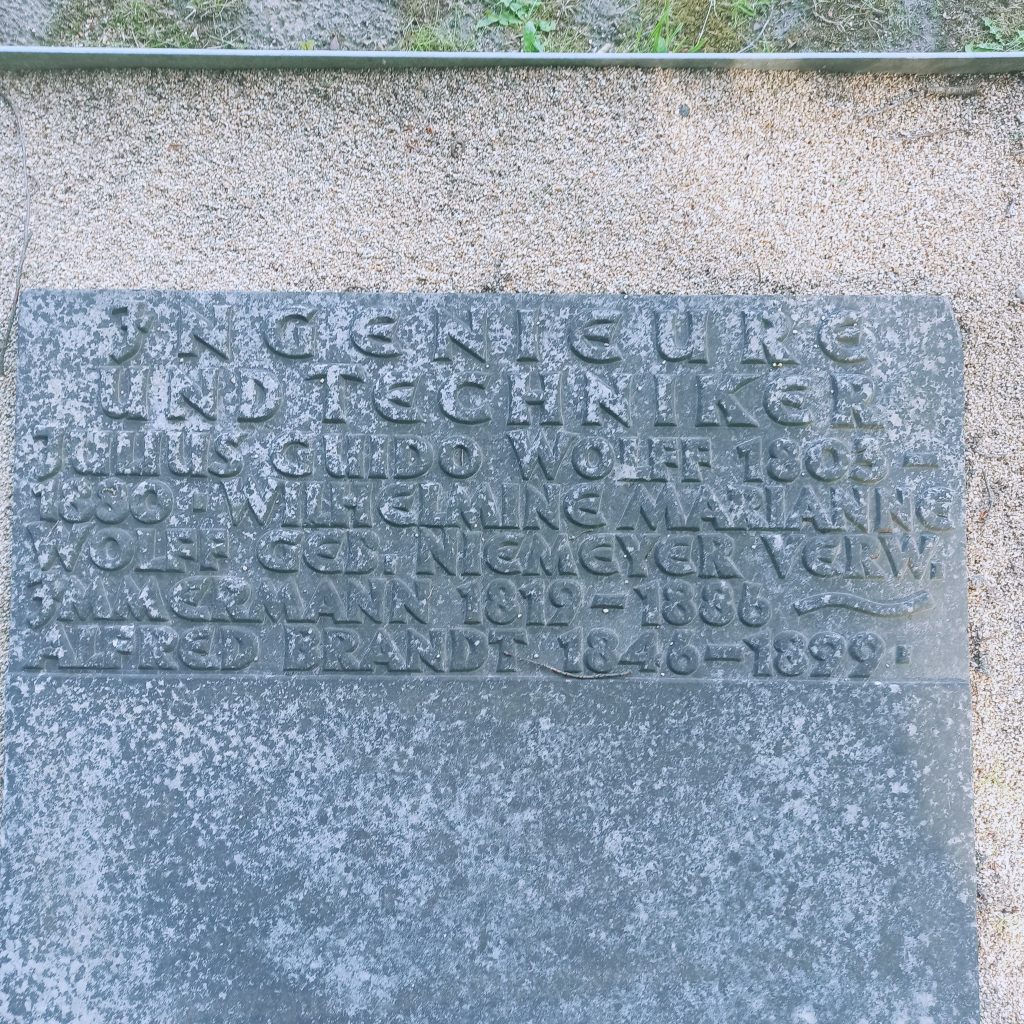 INGENIEURE
UND TECHNIKER
JULIUS GUIDO WOLFF 1805 –
1880 · WILHELMINE MARIANNE
WOLFF GEB. NIEMEYER VERW.
IMMERMANN 1819 – 1886 ~
ALFRED BRANDT 1846 – 1899 ·